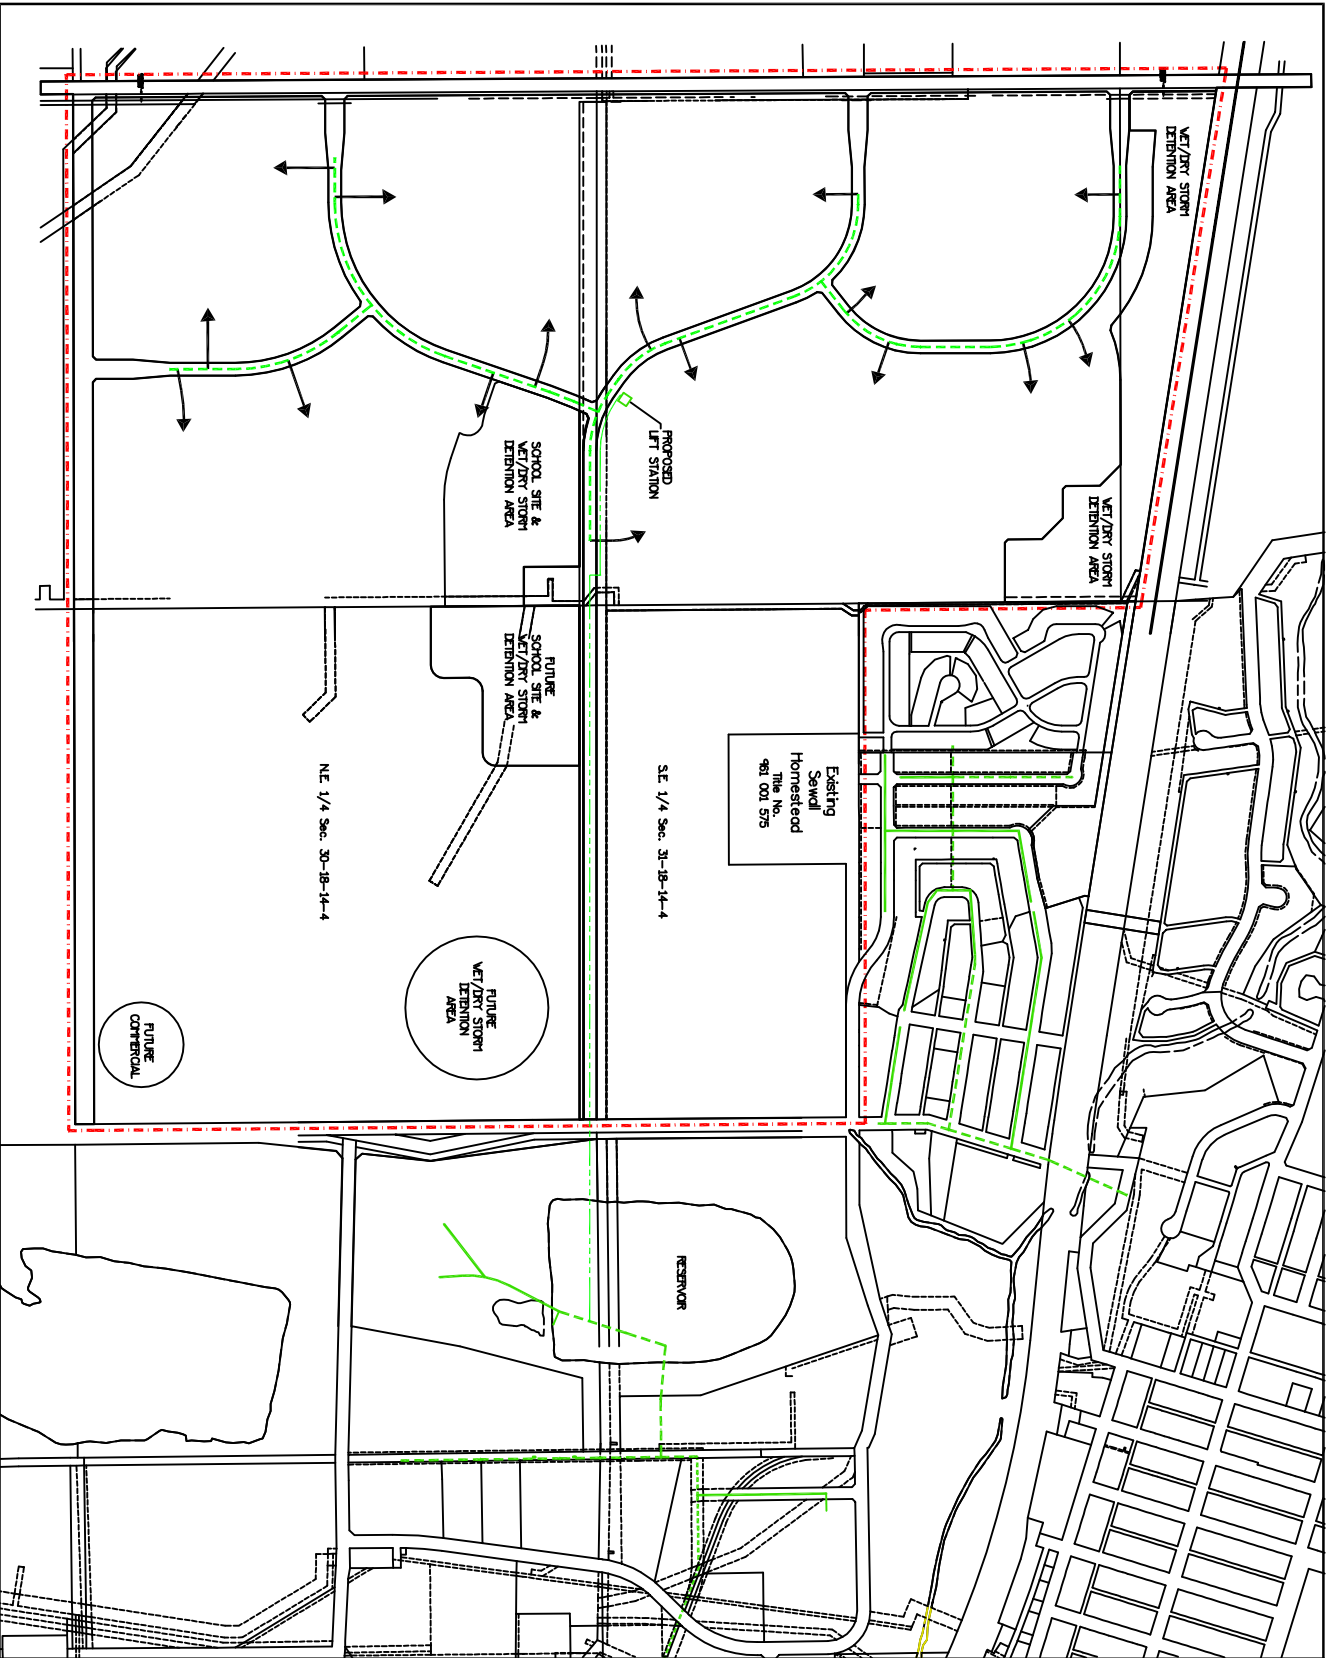 WET/DRY STORM
DETENTION AREA
WET/DRY STORM
DETENTION AREA
PROPOSED
LIFT STATION
SCHOOL SITE &
WET/DRY STORM
DETENTION AREA
FUTURE
SCHOOL SITE &
WET/DRY STORM
DETENTION AREA
Existing
Sewall
Homestead
Title No.
961 001 575
S.E. 1/4 Sec. 31-18-14-4
N.E. 1/4 Sec. 30-18-14-4
FUTURE
WET/DRY STORM
DETENTION
AREA
FUTURE
COMMERCIAL
RESERVOIR